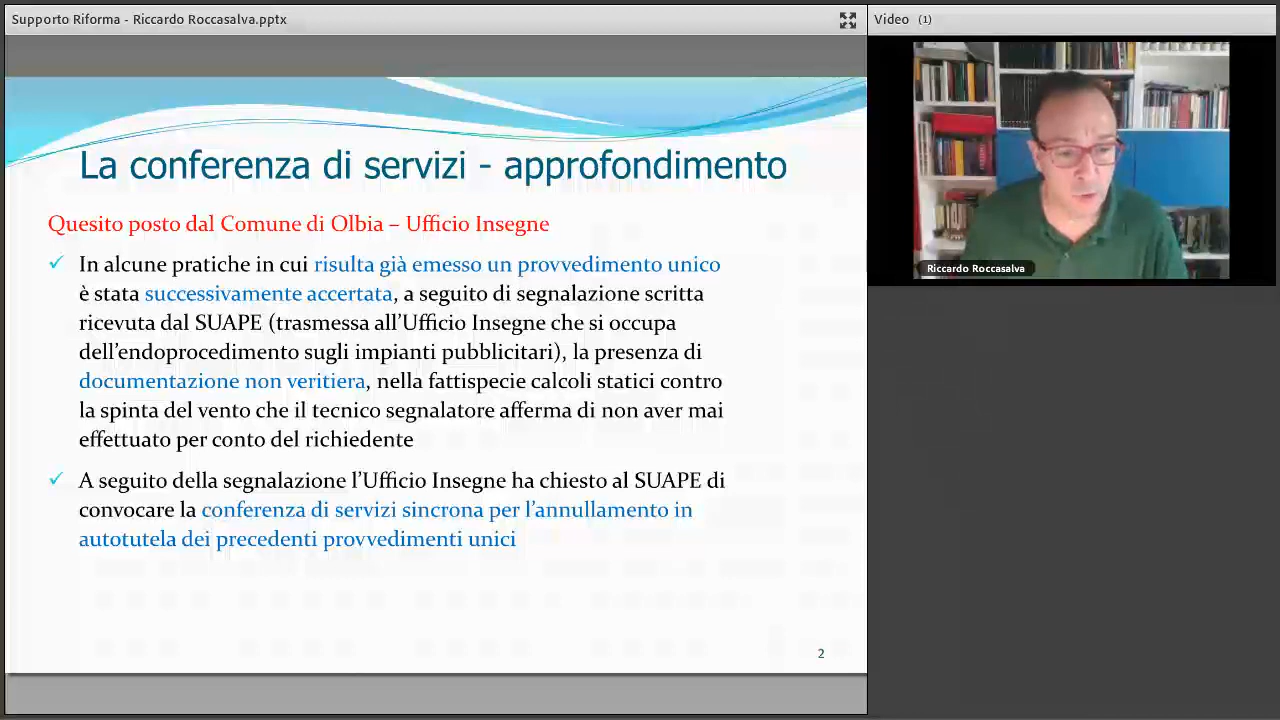 Supporto Riforma - Riccardo Roccasalva.pptx
Video (1)
La conferenza di servizi - approfondimento
Quesito posto dal Comune di Olbia – Ufficio Insegne
✓ In alcune pratiche in cui risulta già emesso un provvedimento unico
è stata successivamente accertata, a seguito di segnalazione scritta
ricevuta dal SUAPE (trasmessa all’Ufficio Insegne che si occupa
dell’endoprocedimento sugli impianti pubblicitari), la presenza di
documentazione non veritiera, nella fattispecie calcoli statici contro
la spinta del vento che il tecnico segnalatore afferma di non aver mai
effettuato per conto del richiedente
✓ A seguito della segnalazione l’Ufficio Insegne ha chiesto al SUAPE di
convocare la conferenza di servizi sincrona per l’annullamento in
autotutela dei precedenti provvedimenti unici
2
Riccardo Roccasalva